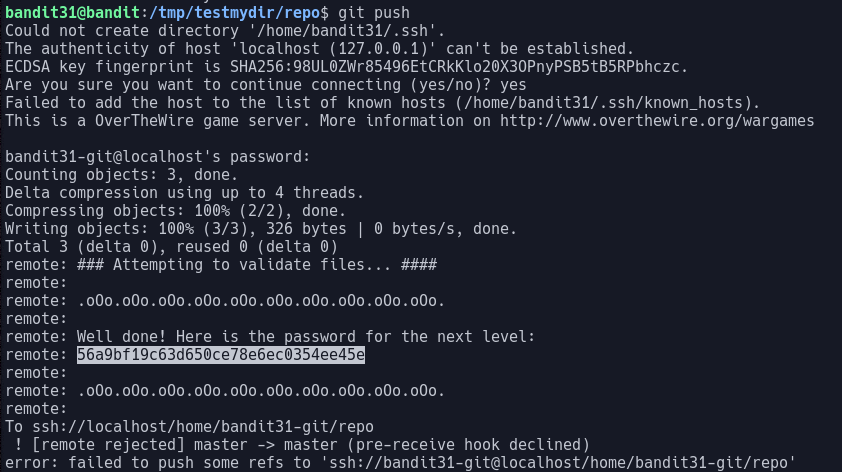 bandit31@bandit:/tmp/testmydir/repo$ git push
Could not create directory '/home/bandit31/.ssh'.
The authenticity of host 'localhost (127.0.0.1)' can't be established.
ECDSA key fingerprint is SHA256:98UL0ZWr85496EtCRkKlo20X3OPnyPSB5tB5RPbhczc.
Are you sure you want to continue connecting (yes/no)? yes
Failed to add the host to the list of known hosts (/home/bandit31/.ssh/known_hosts).
This is a OverTheWire game server. More information on http://www.overthewire.org/wargames
bandit31-git@localhost's password:
Counting objects: 3, done.
Delta compression using up to 4 threads.
Compressing objects: 100% (2/2), done.
Writing objects: 100% (3/3), 326 bytes | 0 bytes/s, done.
Total 3 (delta 0), reused 0 (delta 0)
remote: ### Attempting to validate files... ####
remote:
remote: .oOo.oOo.oOo.oOo.oOo.oOo.oOo.oOo.oOo.oOo.
remote:
remote: Well done! Here is the password for the next level:
remote: 56a9bf19c63d650ce78e6ec0354ee45e
remote:
remote: .oOo.oOo.oOo.oOo.oOo.oOo.oOo.oOo.oOo.oOo.
remote:
To ssh://localhost/home/bandit31-git/repo
 ! [remote rejected] master -> master (pre-receive hook declined)
error: failed to push some refs to 'ssh://bandit31-git@localhost/home/bandit31-git/repo'